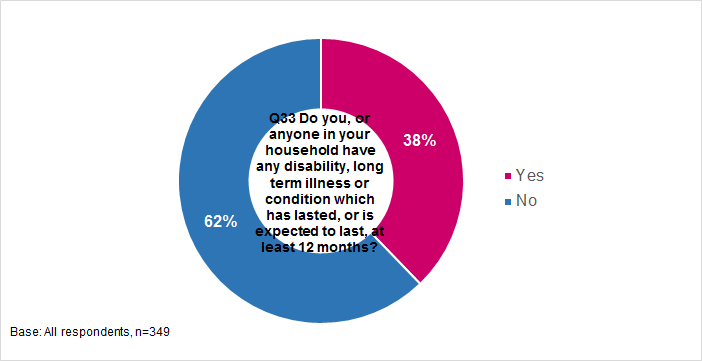 Q33 Do you, or
anyone in your
household have
any disability, long
term illness or
condition which
has lasted, or is
expected to last, at
least 12 months?
38%
62%
Yes
No
Base: All respondents, n=349